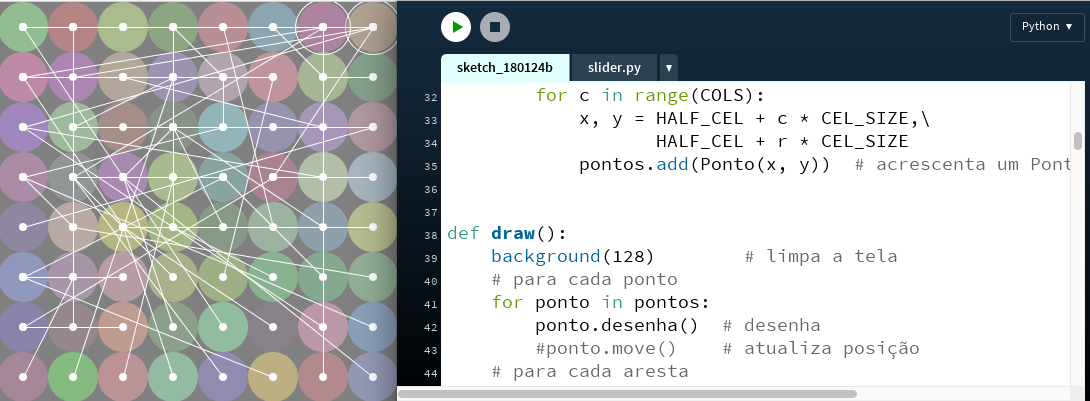 Python ▼
sketch_180124b slider.py ▼
32 for c in range(COLS):
33 x, y = HALF_CEL + c * CEL_SIZE,\
34 HALF_CEL + r * CEL_SIZE
35 pontos.add(Ponto(x, y))  # acrescenta um Pont
36
37
38 def draw():
39 background(128) # limpa a tela
40 # para cada ponto
41 for ponto in pontos:
42 ponto.desenha() # desenha
43 #ponto.move() # atualiza posição
44 # para cada aresta